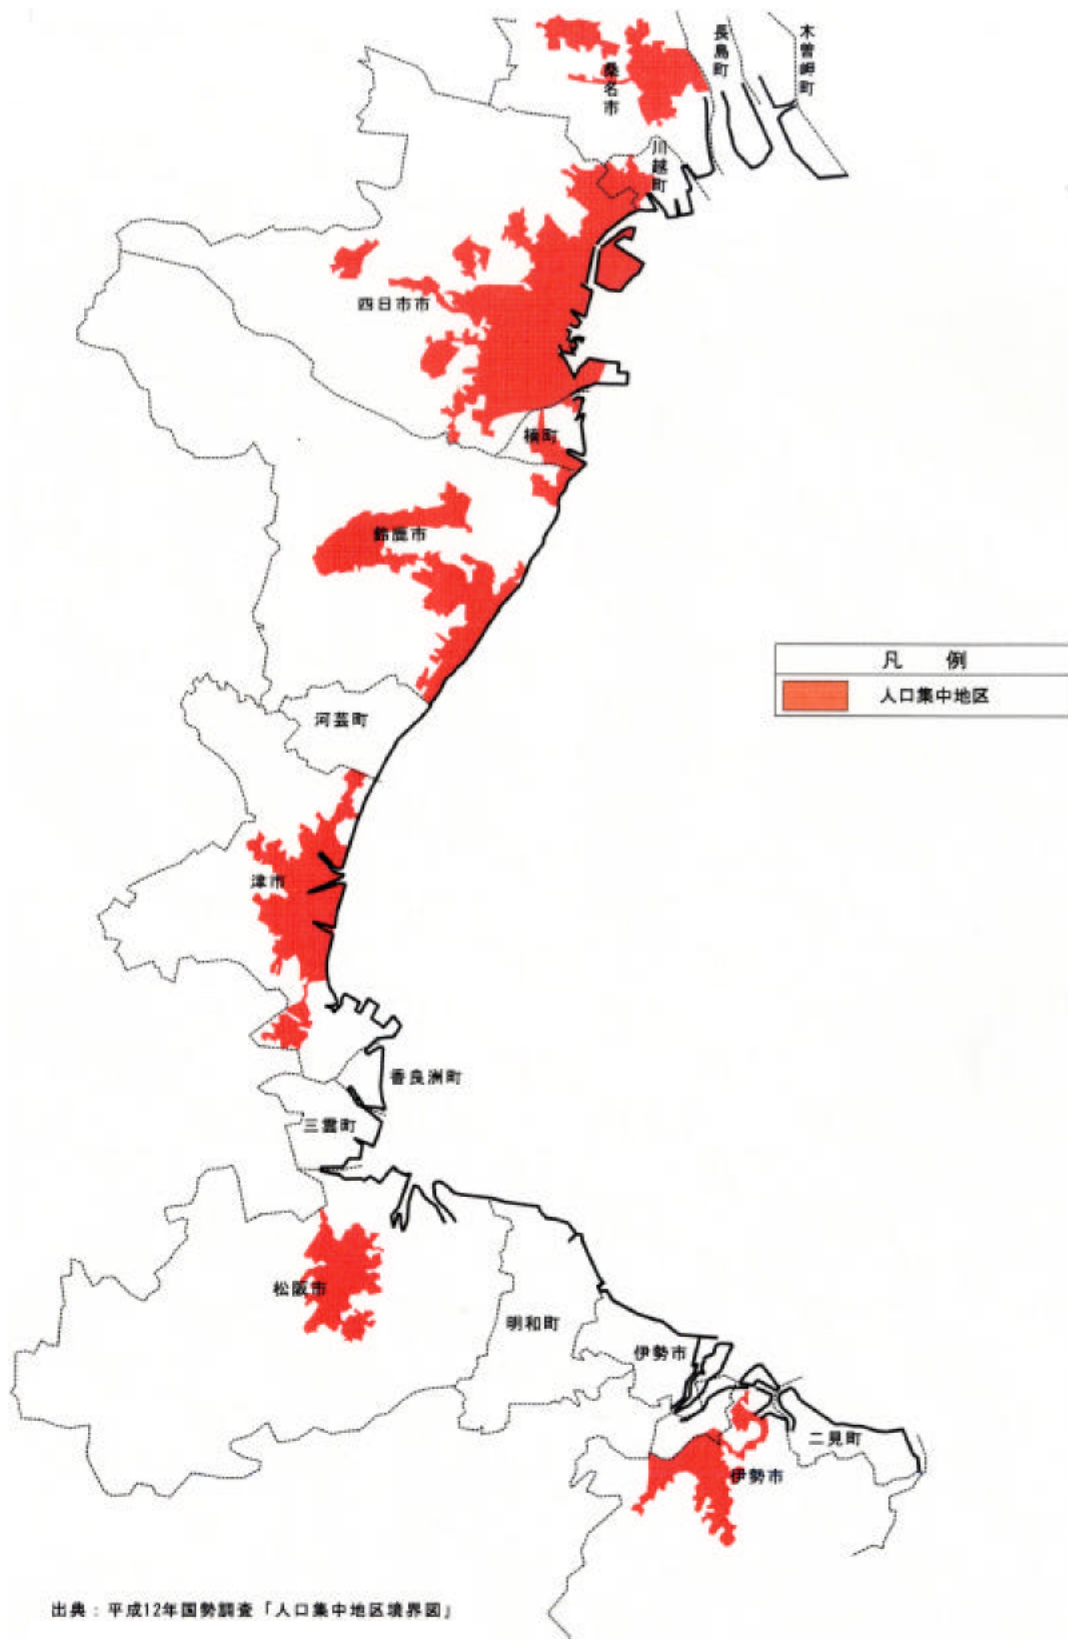 木曽岬町
長島町
桑名市
川越町
四日市市
楠町
鈴鹿市
凡 例
人口集中地区
河芸町
津市
香良洲町
三雲町
松阪市
明和町
伊勢市
二見町
伊勢市
出典：平成12年国勢調査「人口集中地区境界図」